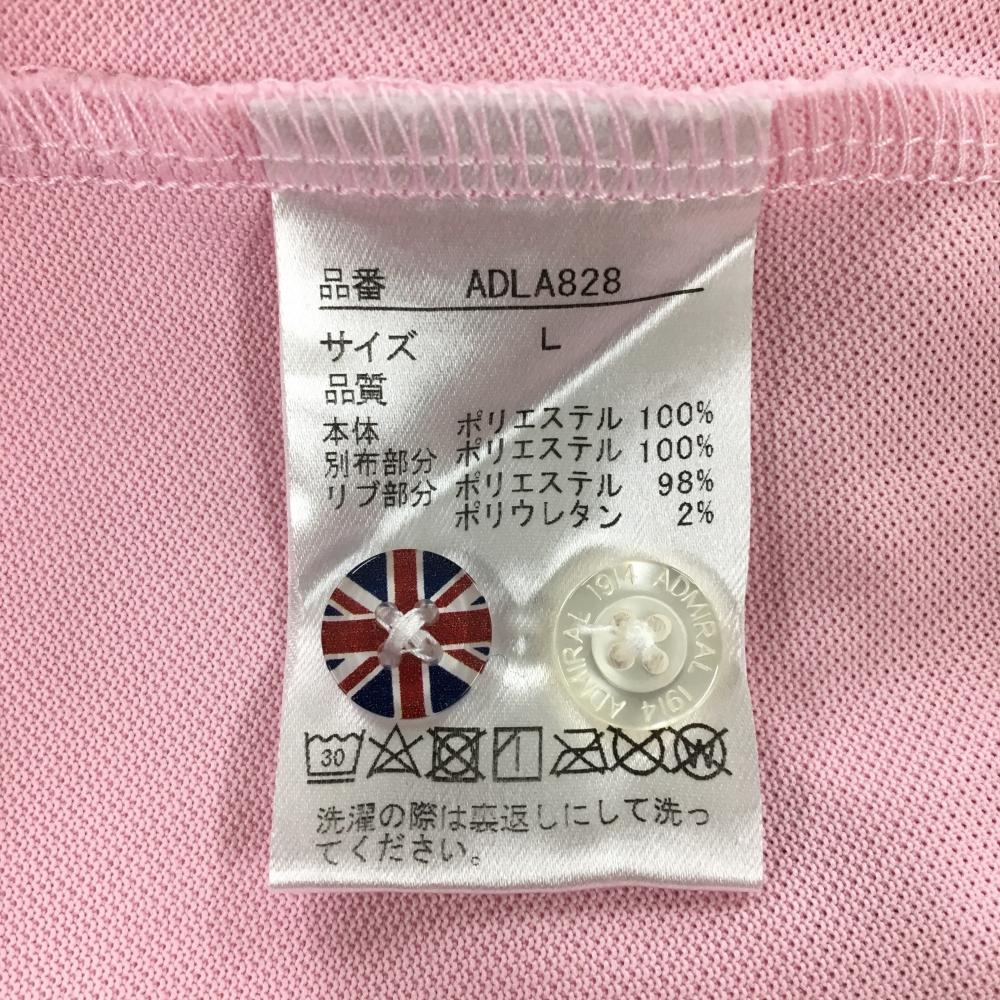 品番 ADLA828
サイズ L
品質
本体 ポリエステル 100%
別布部分 ポリエステル 100%
リブ部分 ポリエステル 98%
ポリウレタン 2%
1914 ADMIRAL 1914 ADMIRAL
30
W
洗濯の際は裏返しにして洗っ
てください。